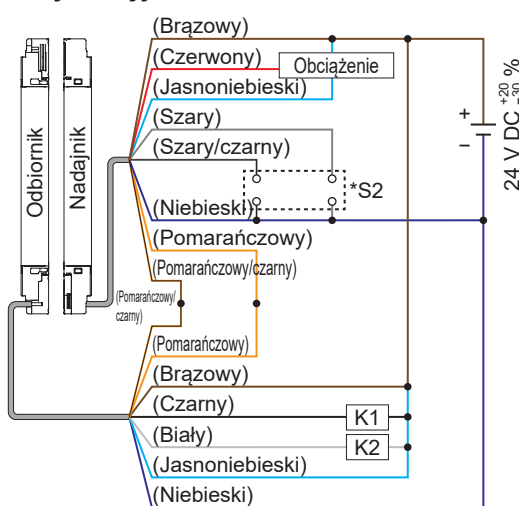 (Brązowy)
(Czerwony)
Obciążenie
(Jasnoniebieski)
(Szary)
(Szary/czarny)
*S2
(Niebieski)
(Pomarańczowy)
(Pomarańczowy/czarny)
(Pomarańczowy/
czarny)
(Pomarańczowy)
(Brązowy)
(Czarny)
K1
(Biały)
K2
(Jasnoniebieski)
(Niebieski)
Odbiornik
Nadajnik
+
–
24 V DC +20 −30 %